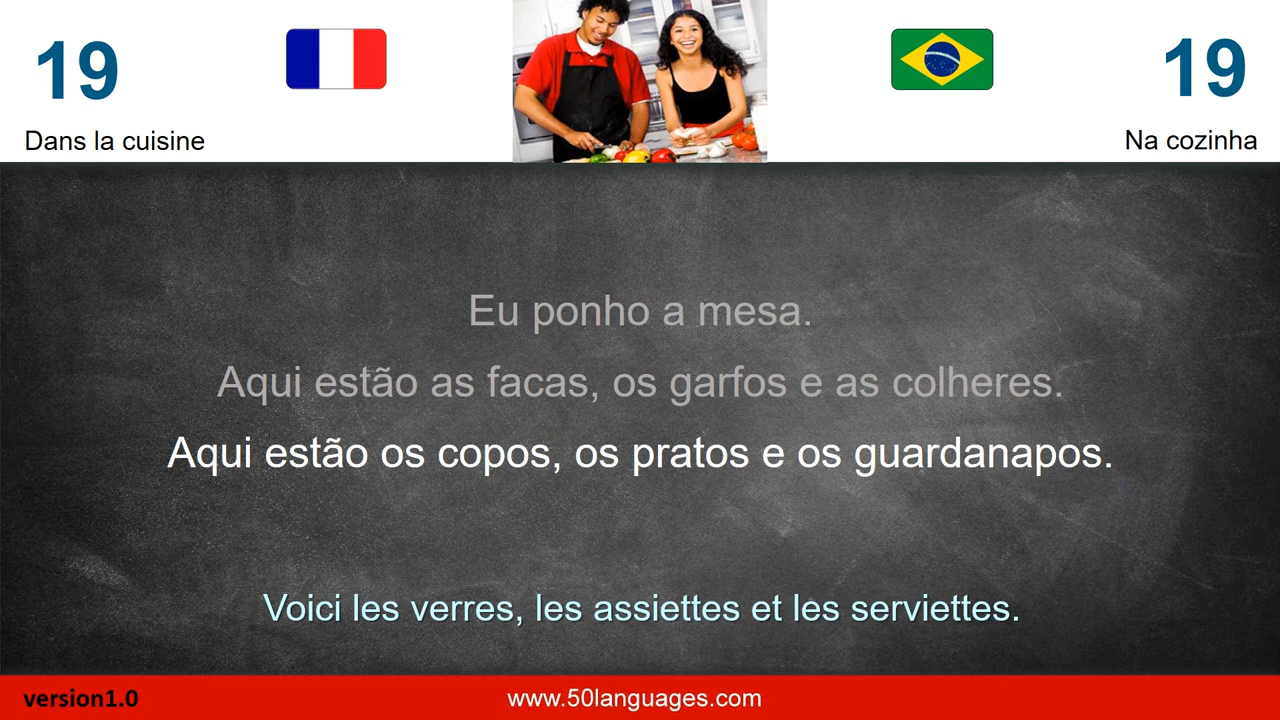 19
19
Dans la cuisine
Na cozinha
Eu ponho a mesa.
Aqui estão as facas, os garfos e as colheres.
Aqui estão os copos, os pratos e os guardanapos.
Voici les verres, les assiettes et les serviettes.
version1.0
www.50languages.com